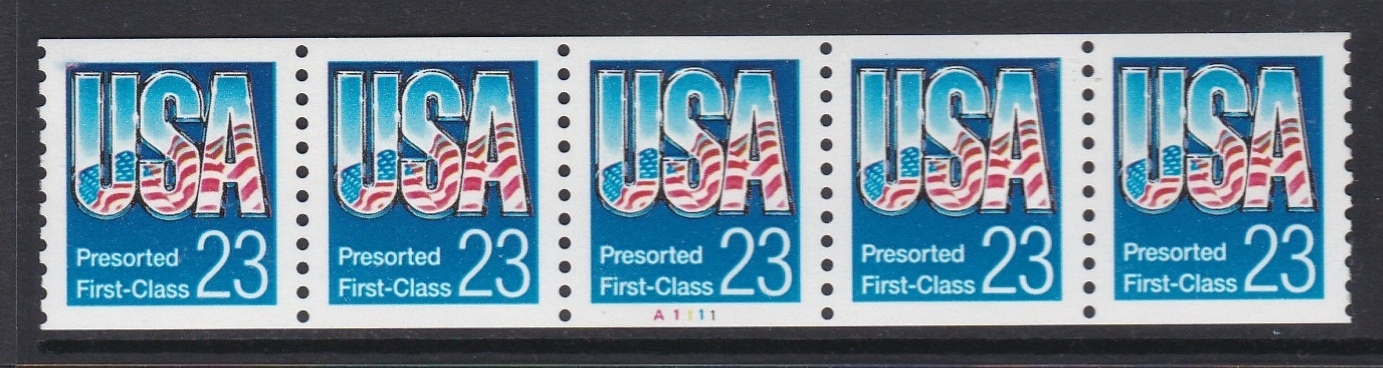 USA
Presorted
First-Class 23
USA
Presorted
First-Class 23
USA
Presorted
First-Class 23
USA
Presorted
First-Class 23
USA
Presorted
First-Class 23
A1111